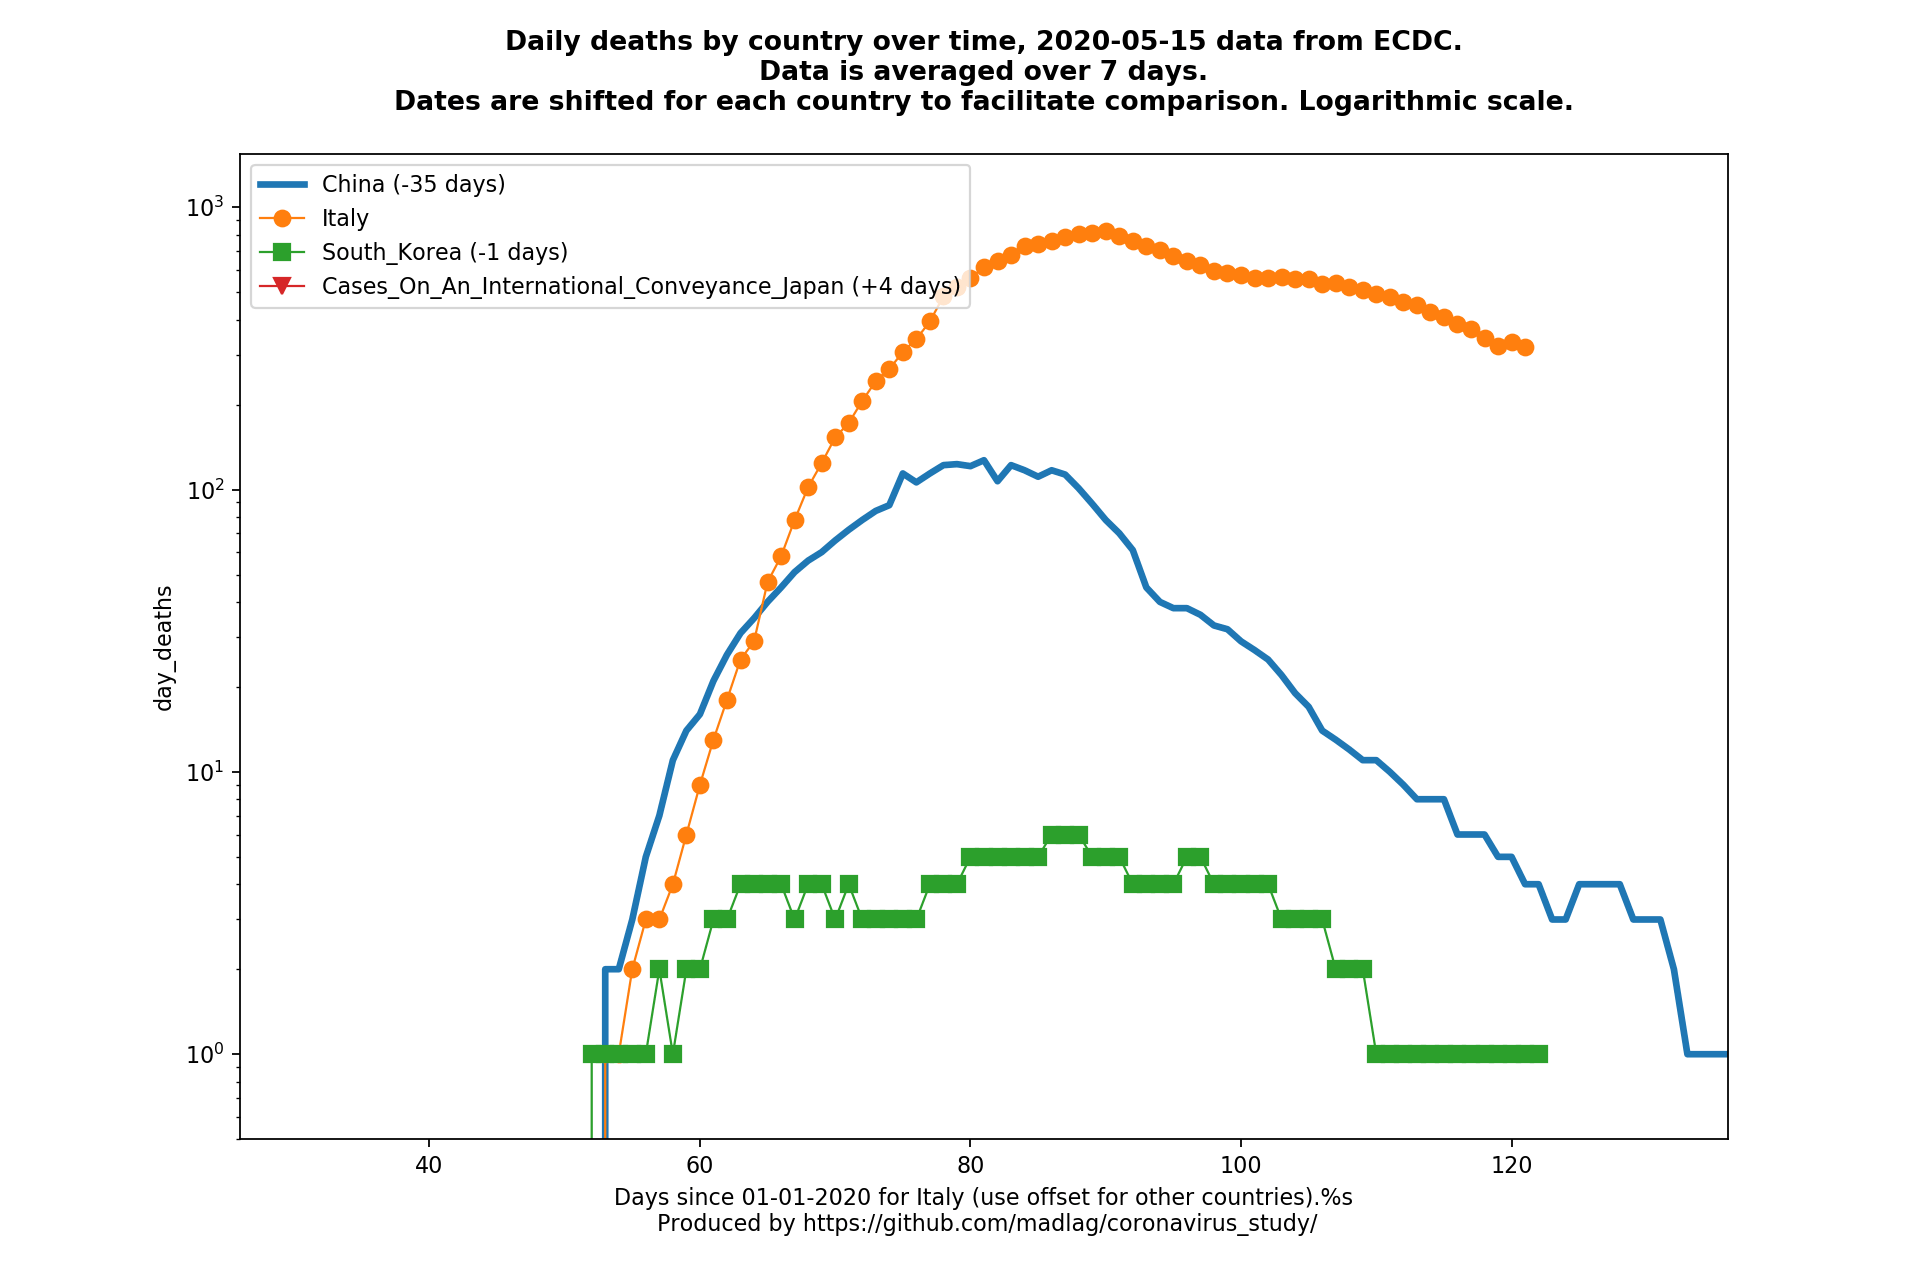 Daily deaths by country over time, 2020-05-15 data from ECDC.
Data is averaged over 7 days.
Dates are shifted for each country to facilitate comparison. Logarithmic scale.
China (-35 days)
Italy
South_Korea (-1 days)
Cases_On_An_International_Conveyance_Japan (+4 days)
10³
10²
10¹
10⁰
day_deaths
40 60 80 100 120
Days since 01-01-2020 for Italy (use offset for other countries).%s
Produced by https://github.com/madlag/coronavirus_study/